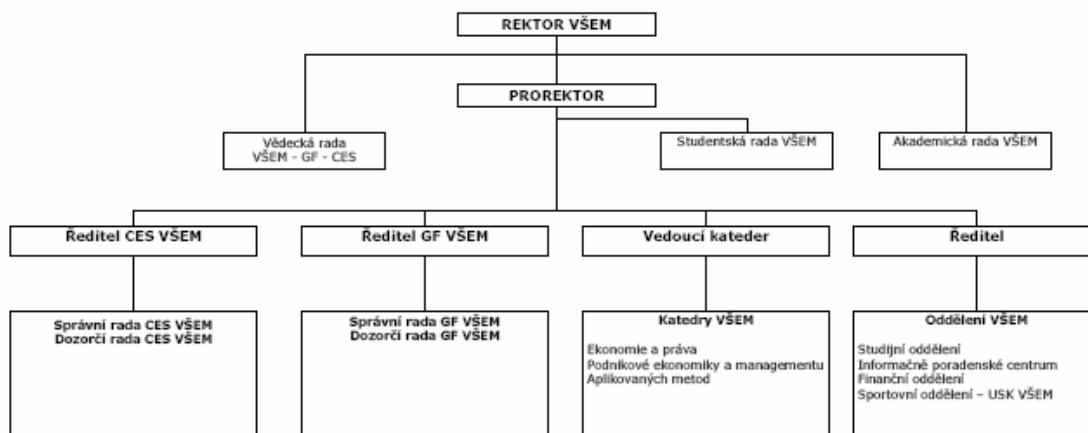 REKTOR VŠEM
PROREKTOR
Vědecká rada
VŠEM - GF - CES
Studentská rada VŠEM
Akademická rada VŠEM
Ředitel CES VŠEM
Ředitel GF VŠEM
Vedoucí kateder
Ředitel
Správní rada CES VŠEM
Dozorčí rada CES VŠEM
Správní rada GF VŠEM
Dozorčí rada GF VŠEM
Katedry VŠEM
Ekonomie a práva
Podnikové ekonomiky a managementu
Aplikovaných metod
Oddělení VŠEM
Studijní oddělení
Informačně poradenské centrum
Finanční oddělení
Sportovní oddělení – USK VŠEM